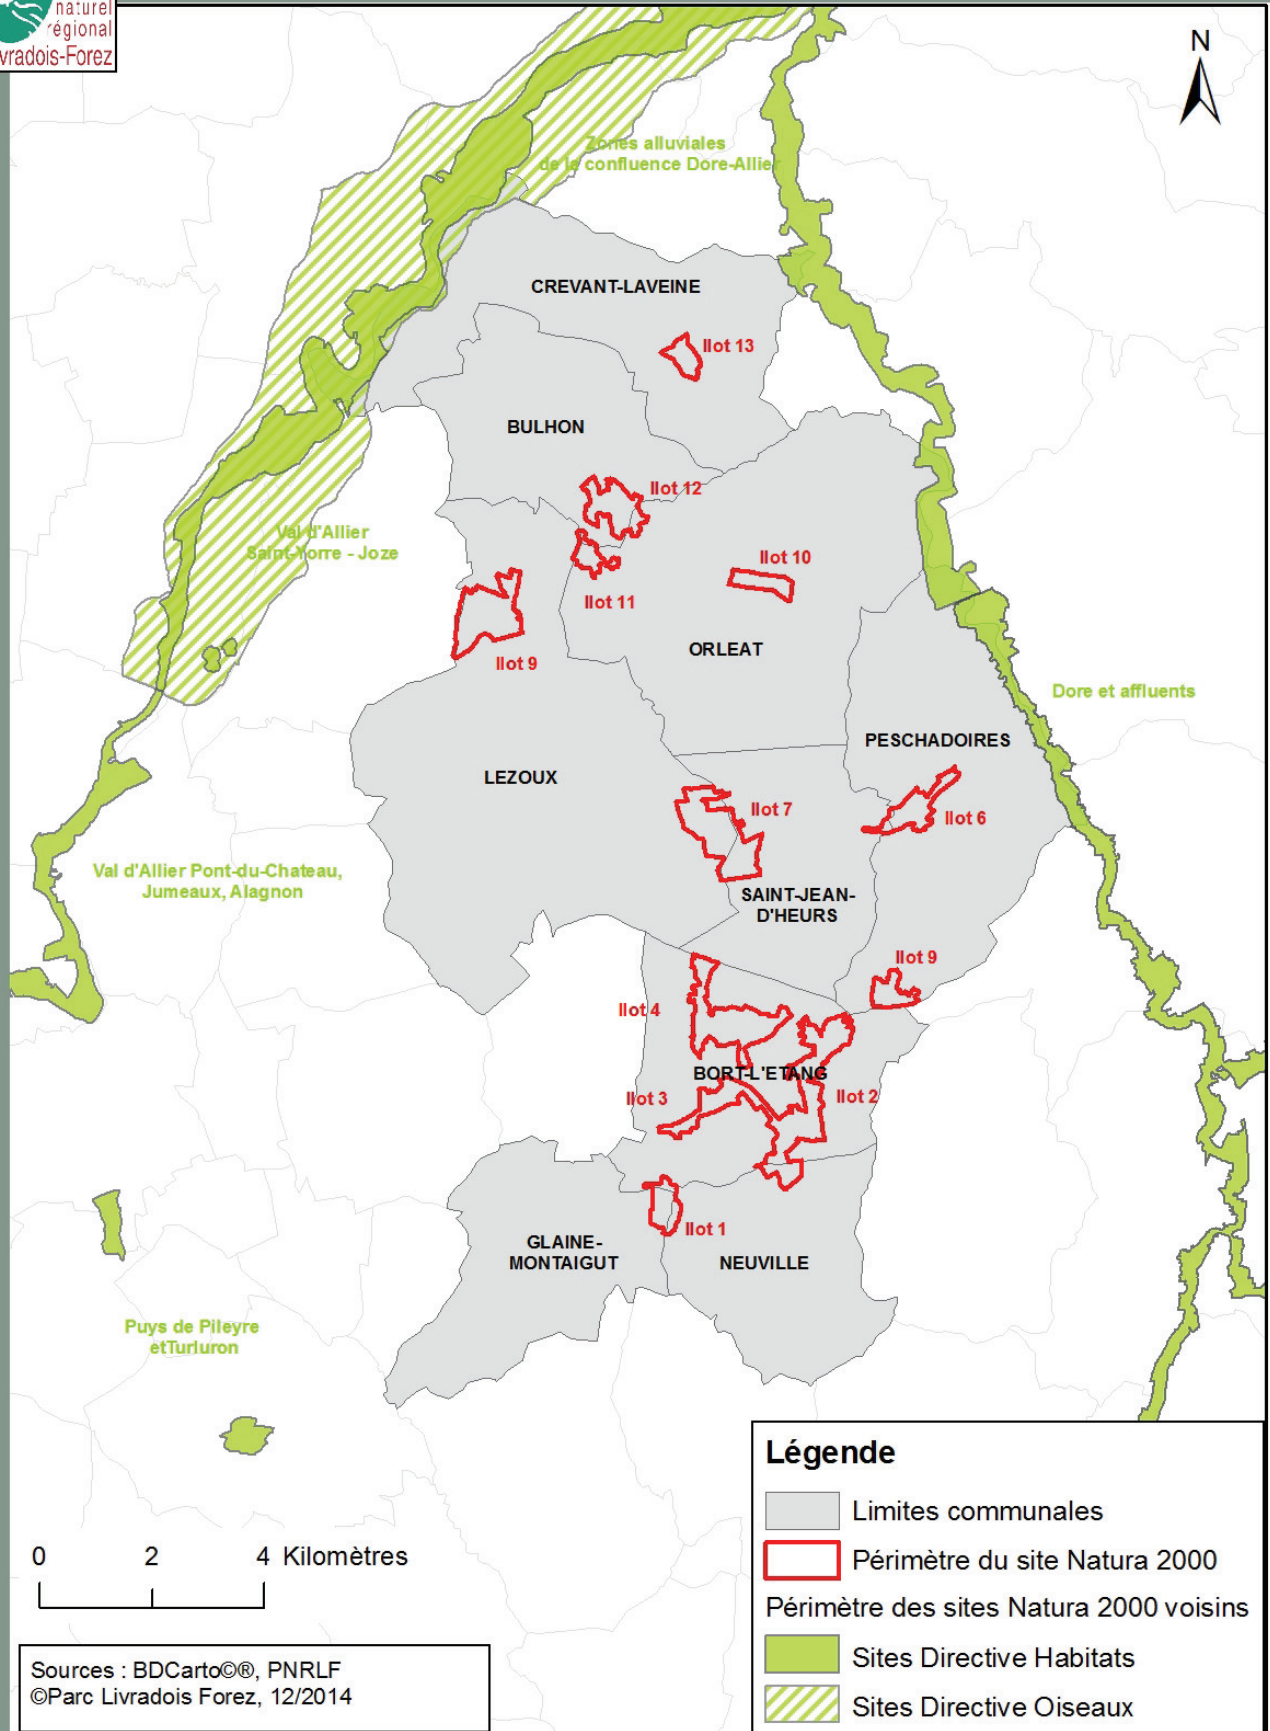 naturel
régional
vradois-Forez
N
Zones alluviales
de la confluence Dore-Allier
CREVANT-LAVEINE
Ilot 13
BULHON
Ilot 12
Val d'Allier
Saint-Yorre - Joze
Ilot 10
Ilot 11
ORLEAT
Ilot 9
Dore et affluents
PESCHADOIRES
LEZOUX
Ilot 7
Ilot 6
Val d'Allier Pont-du-Chateau,
Jumeaux, Alagnon
SAINT-JEAN-
D'HEURS
Ilot 9
Ilot 4
BORT-L'ETANG
Ilot 3
Ilot 2
Ilot 1
GLAINE-
MONTAIGUT
NEUVILLE
Puys de Pileyre
etTurluron
Légende
Limites communales
Périmètre du site Natura 2000
Périmètre des sites Natura 2000 voisins
Sites Directive Habitats
Sites Directive Oiseaux
0 2 4 Kilomètres
Sources : BDCarto©®, PNRLF
©Parc Livradois Forez, 12/2014